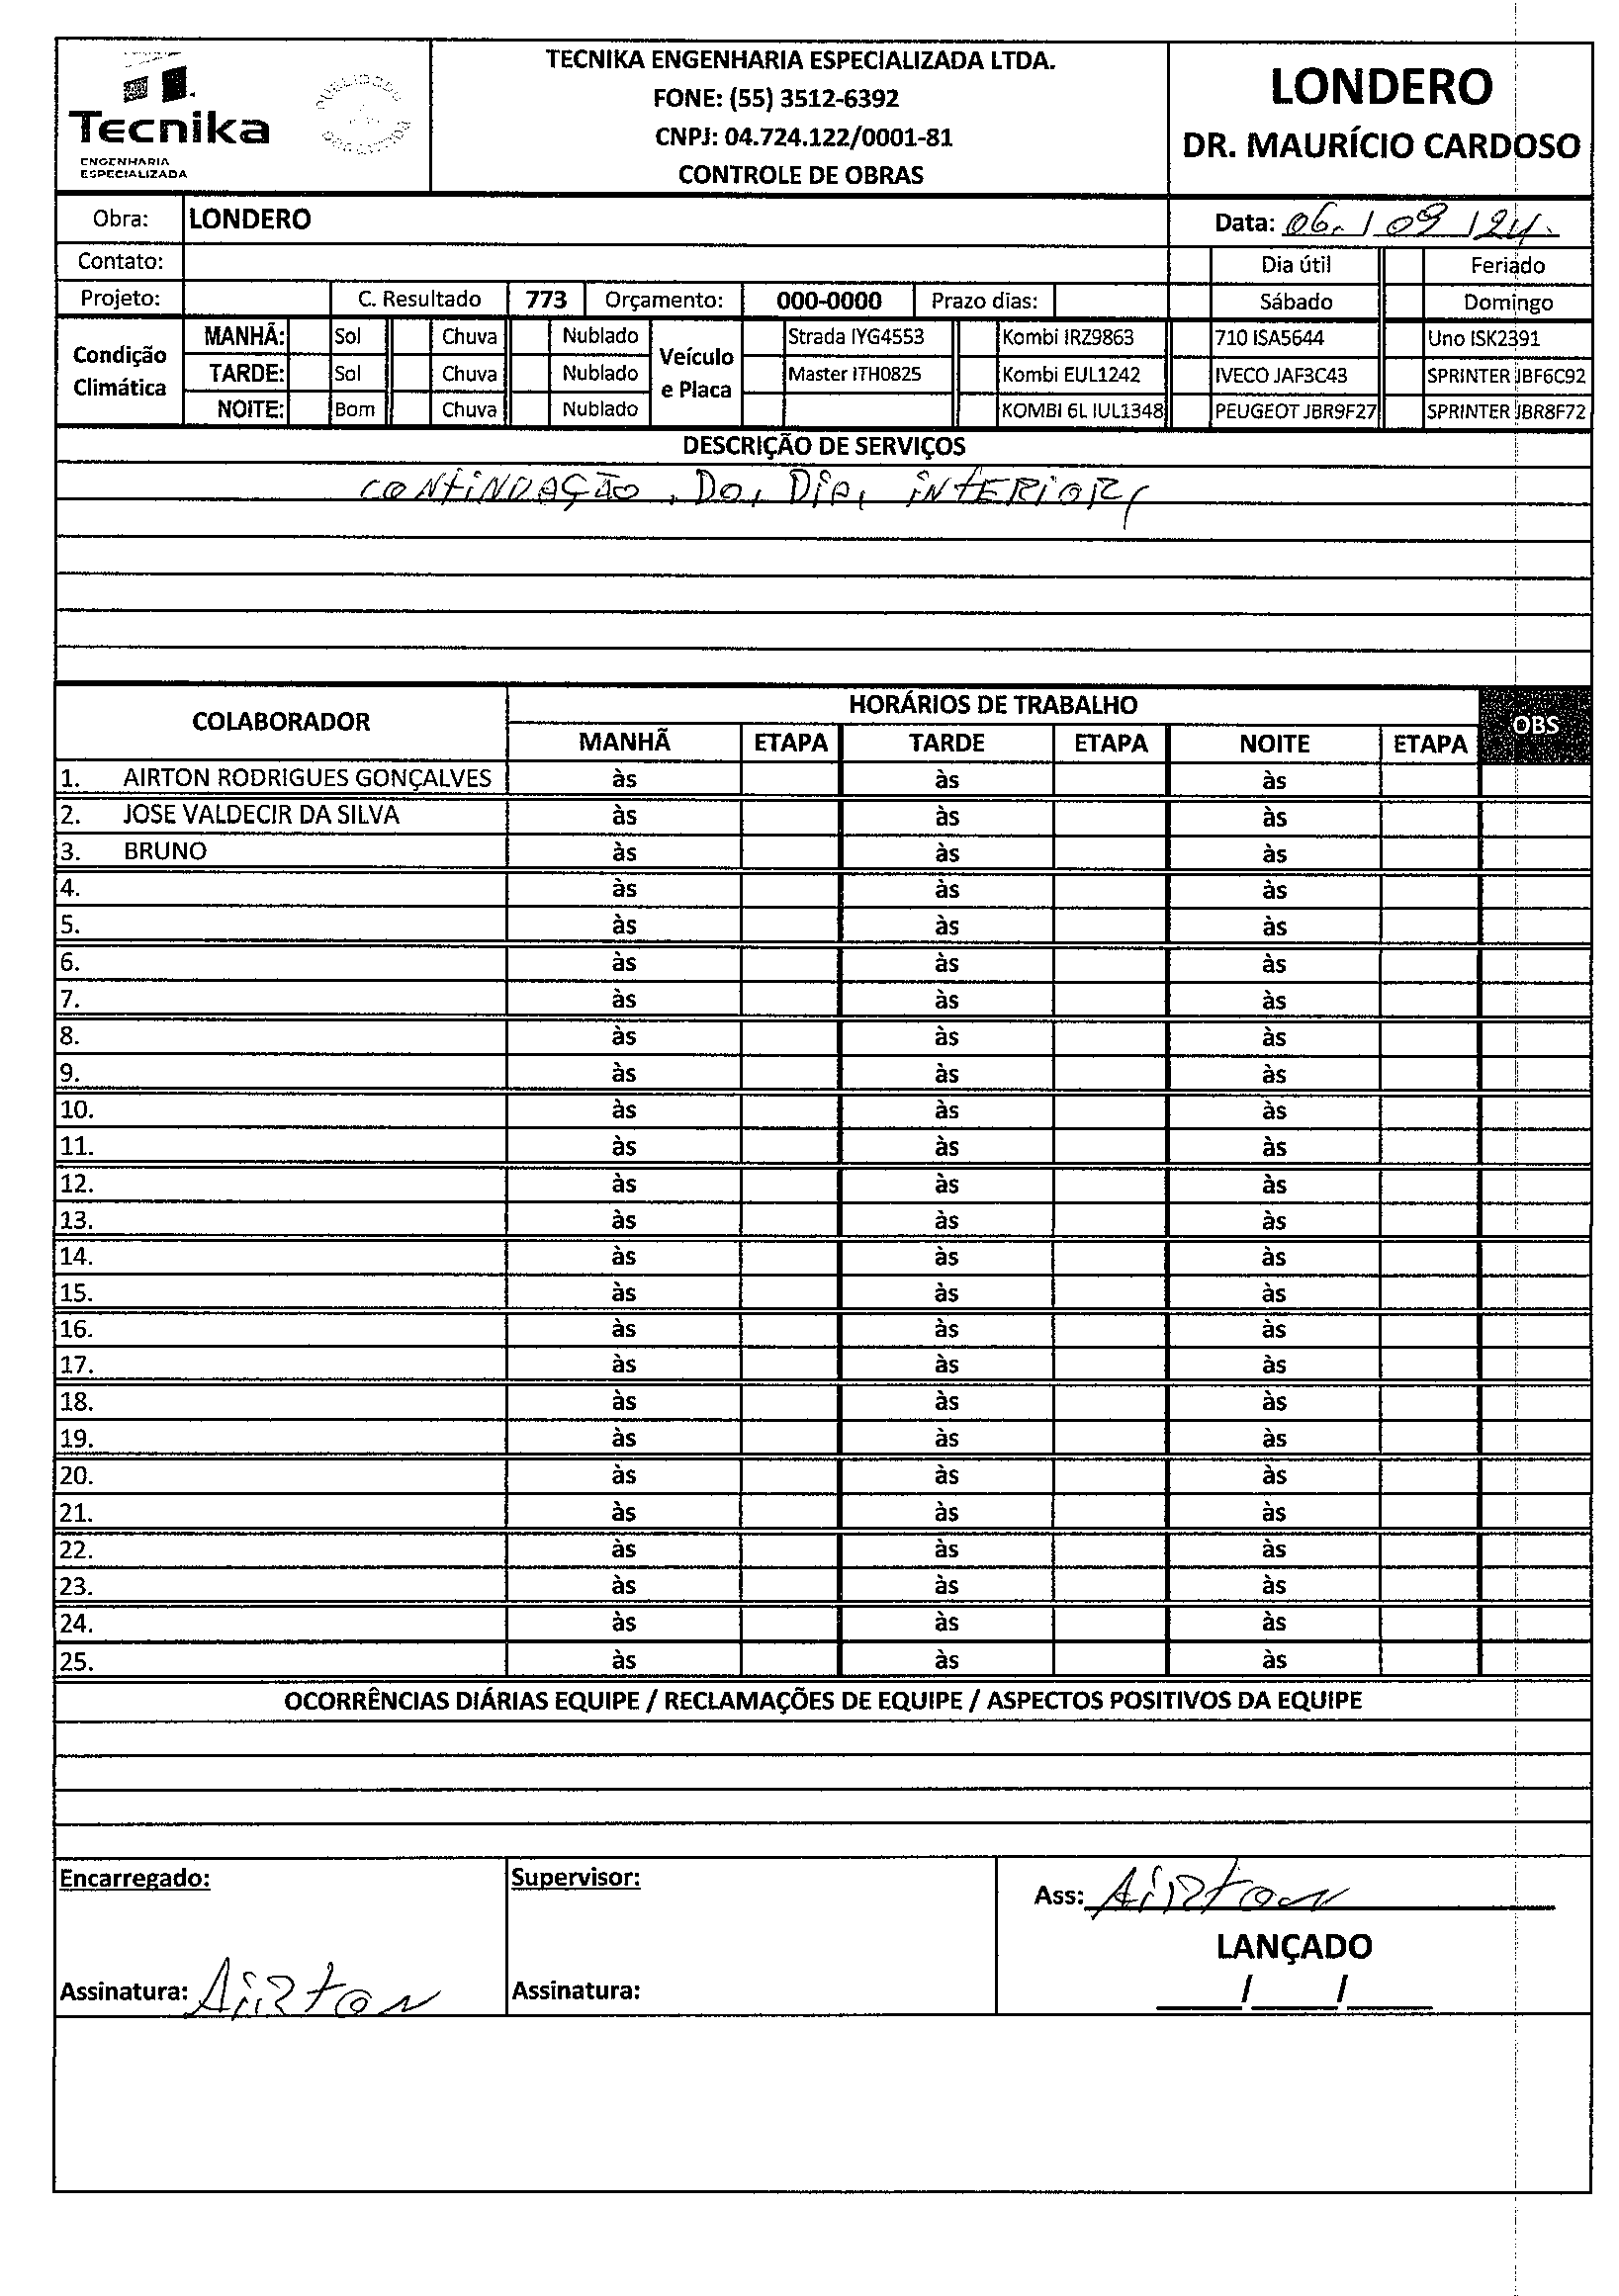 Tecnika
ENGENHARIA
ESPECIALIZADA
TECNIKA ENGENHARIA ESPECIALIZADA LTDA.
FONE: (55) 3512-6392
CNPJ: 04.724.122/0001-81
CONTROLE DE OBRAS
LONDERO
DR. MAURÍCIO CARDOSO
Obra: LONDERO
Data: 06/09/24
Contato:
Dia útil Feriado
Projeto: C. Resultado 773 Orçamento: 000-0000 Prazo dias:
Sábado Domingo
Condição Climática
MANHÃ: Sol Chuva Nublado
TARDE: Sol Chuva Nublado
NOITE: Bom Chuva Nublado
Veículo e Placa
Strada IYG4553 Kombi IRZ9863 710 ISA5644 Uno ISK2391
Master ITH0825 Kombi EUL1242 IVECO JAF3C43 SPRINTER JBF6C92
KOMBI 6L IUL1348 PEUGEOT JBR9F27 SPRINTER JBR8F72
DESCRIÇÃO DE SERVIÇOS
CONTINUAÇÃO, DO, DIA, INTERIOR,
COLABORADOR
HORÁRIOS DE TRABALHO
OBS
MANHÃ ETAPA TARDE ETAPA NOITE ETAPA
1. AIRTON RODRIGUES GONÇALVES às às às
2. JOSE VALDECIR DA SILVA às às às
3. BRUNO às às às
4. às às às
5. às às às
6. às às às
7. às às às
8. às às às
9. às às às
10. às às às
11. às às às
12. às às às
13. às às às
14. às às às
15. às às às
16. às às às
17. às às às
18. às às às
19. às às às
20. às às às
21. às às às
22. às às às
23. às às às
24. às às às
25. às às às
OCORRÊNCIAS DIÁRIAS EQUIPE / RECLAMAÇÕES DE EQUIPE / ASPECTOS POSITIVOS DA EQUIPE
Encarregado:
Assinatura: Airton
Supervisor:
Assinatura:
Ass: Airton
LANÇADO
____/____/____